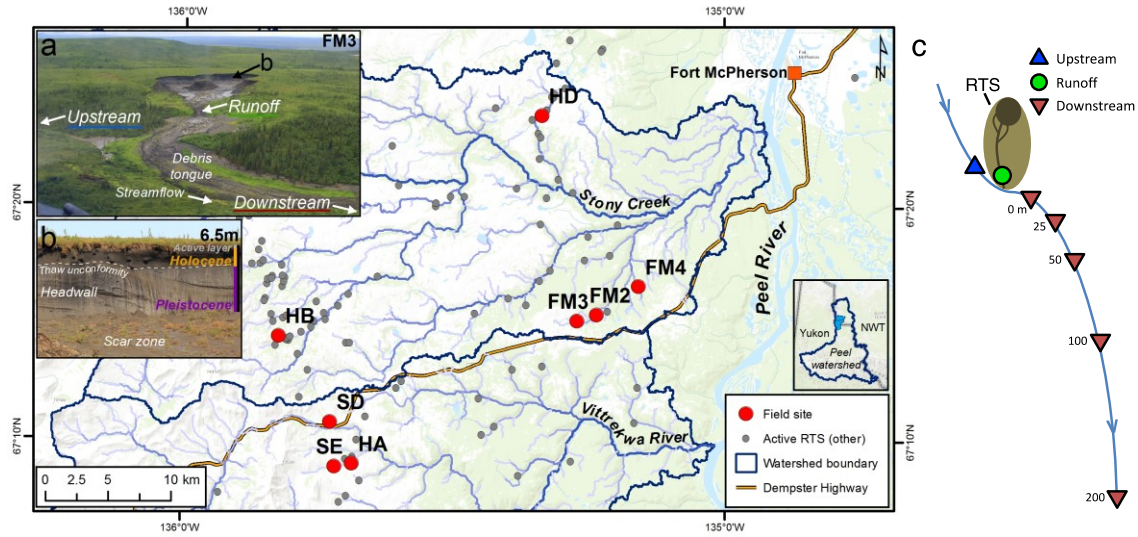 136°0'W
135°0'W
a
FM3
b
Runoff
Upstream
Debris
tongue
Streamflow
Downstream
b
6.5m
Active layer
Holocene
Thaw unconformity
Headwall
Pleistocene
Scar zone
67°20'N
67°10'N
HD
Fort McPherson
Fort
McPherson
N
Stony Creek
Peel River
FM4
FM3
FM2
HB
SD
SE
HA
Vittrekwa River
Yukon
NWT
Peel
watershed
Field site
Active RTS (other)
Watershed boundary
Dempster Highway
0 2.5 5 10 km
67°20'N
67°10'N
136°0'W
135°0'W
c
Upstream
Runoff
Downstream
RTS
0 m
25
50
100
200